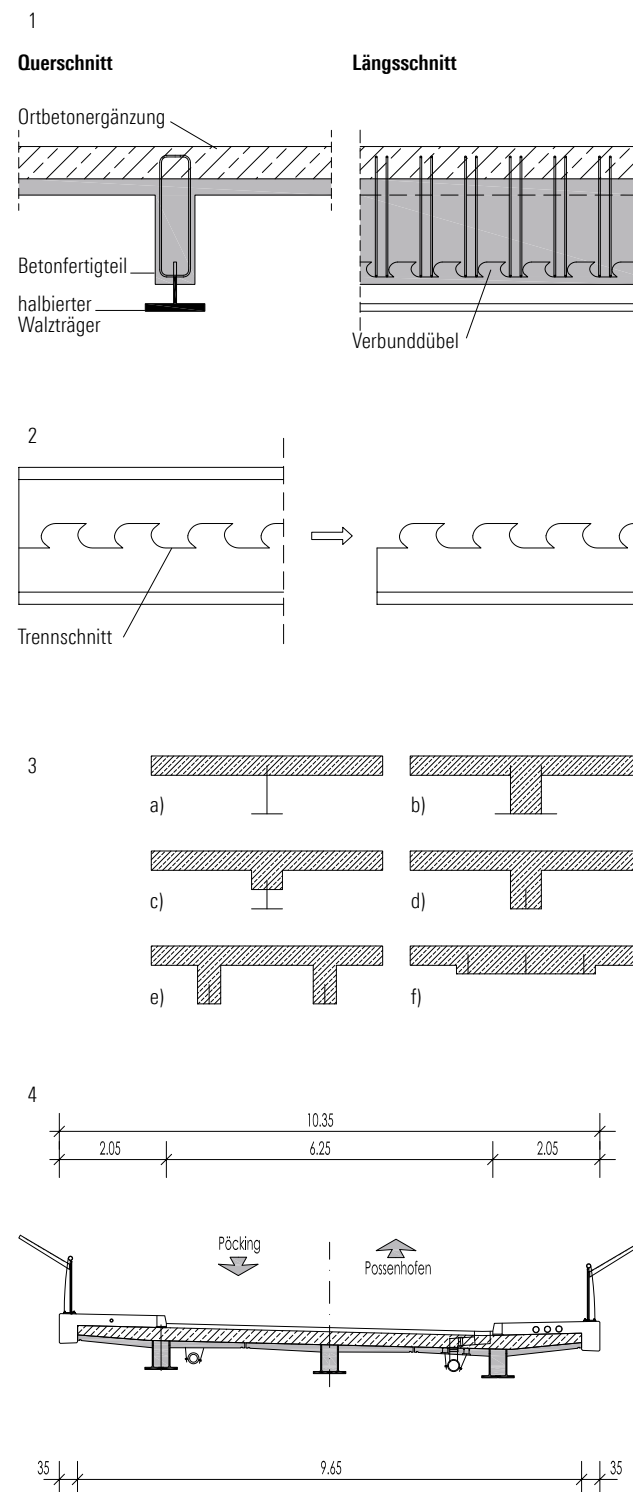 1
Querschnitt
Längsschnitt
Ortbetonergänzung
Betonfertigteil
halbierter
Walzträger
Verbunddübel
2
Trennschnitt
3
a)
b)
c)
d)
e)
f)
4
10.35
2.05
6.25
2.05
Pöcking
Possenhofen
35
9.65
35